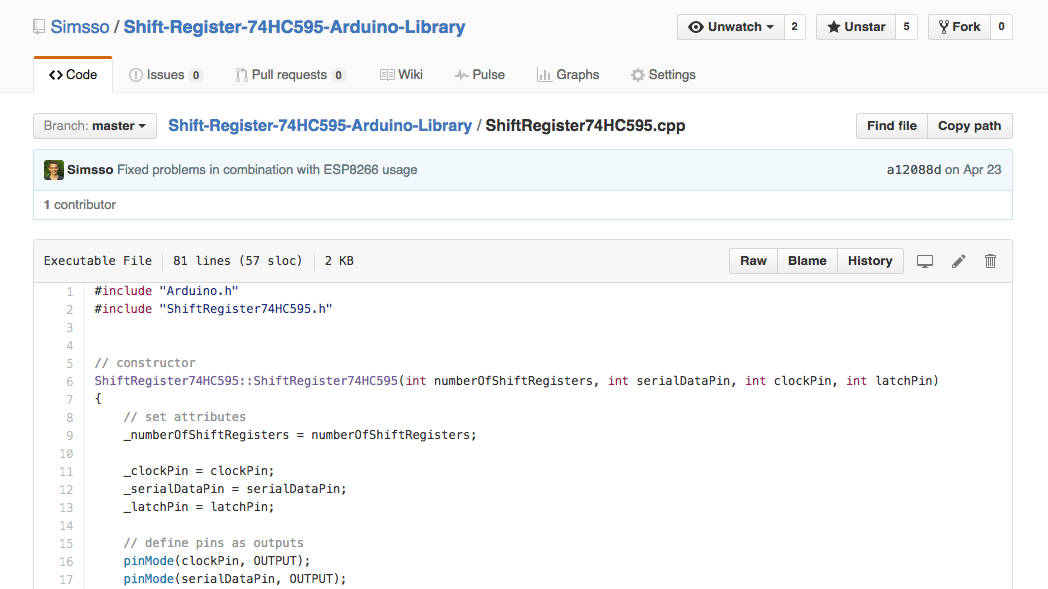 Simsso / Shift-Register-74HC595-Arduino-Library Unwatch 2 Unstar 5 Fork 0
Code Issues 0 Pull requests 0 Wiki Pulse Graphs Settings
Branch: master Shift-Register-74HC595-Arduino-Library / ShiftRegister74HC595.cpp Find file Copy path
Simsso Fixed problems in combination with ESP8266 usage a12088d on Apr 23
1 contributor
Executable File 81 lines (57 sloc) 2 KB Raw Blame History
1 #include "Arduino.h"
2 #include "ShiftRegister74HC595.h"
3
4
5 // constructor
6 ShiftRegister74HC595::ShiftRegister74HC595(int numberOfShiftRegisters, int serialDataPin, int clockPin, int latchPin)
7 {
8 // set attributes
9 _numberOfShiftRegisters = numberOfShiftRegisters;
10
11 _clockPin = clockPin;
12 _serialDataPin = serialDataPin;
13 _latchPin = latchPin;
14
15 // define pins as outputs
16 pinMode(clockPin, OUTPUT);
17 pinMode(serialDataPin, OUTPUT);